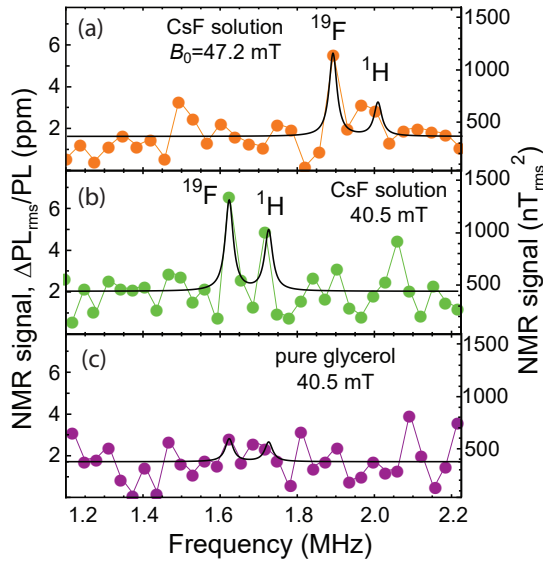 (a)
CsF solution
B₀=47.2 mT
¹⁹F
¹H
6
4
2
1500
1000
500
(b)
¹⁹F
¹H
CsF solution
40.5 mT
6
4
2
1500
1000
500
0
(c)
pure glycerol
40.5 mT
6
4
2
1500
1000
500
0
1.2 1.4 1.6 1.8 2.0 2.2
Frequency (MHz)
NMR signal, ΔPLrms/PL (ppm)
NMR signal (nTrms²)